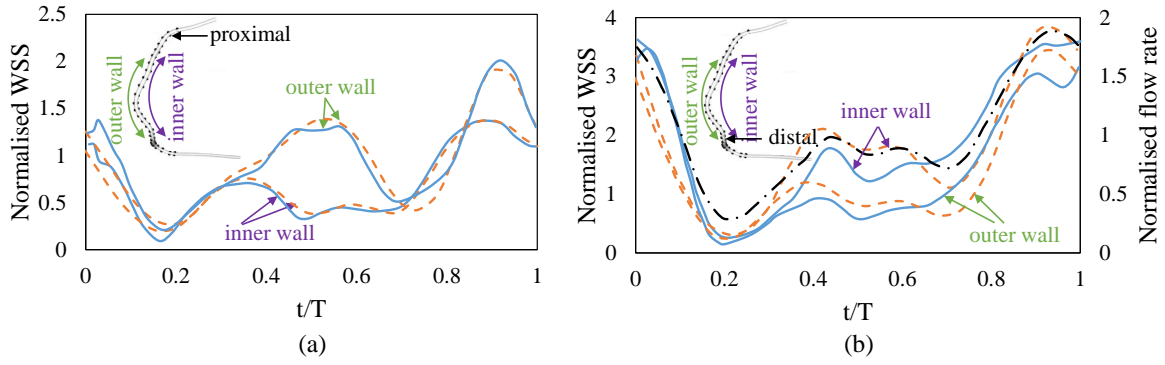 2.5
2
1.5
1
0.5
0
Normalised WSS
0
0.2
0.4
0.6
0.8
1
t/T
(a)
proximal
outer wall
inner wall
outer wall
inner wall
4
3
2
1
0
Normalised WSS
2
1.5
1
0.5
0
Normalised flow rate
0
0.2
0.4
0.6
0.8
1
t/T
(b)
outer wall
inner wall
distal
inner wall
outer wall